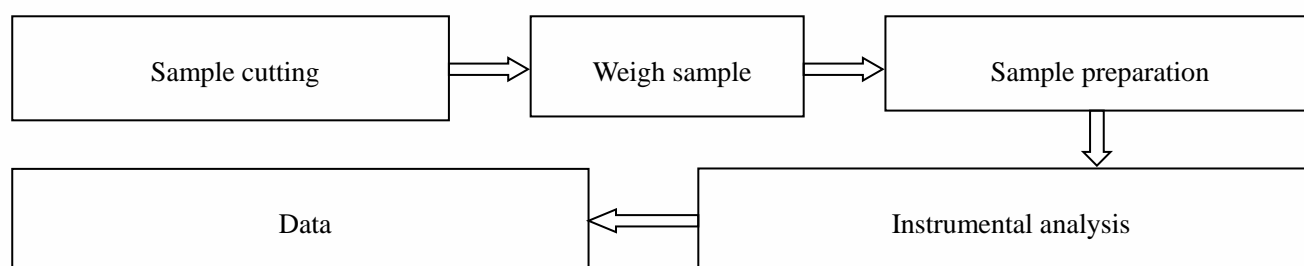 Sample cutting
Weigh sample
Sample preparation
Instrumental analysis
Data